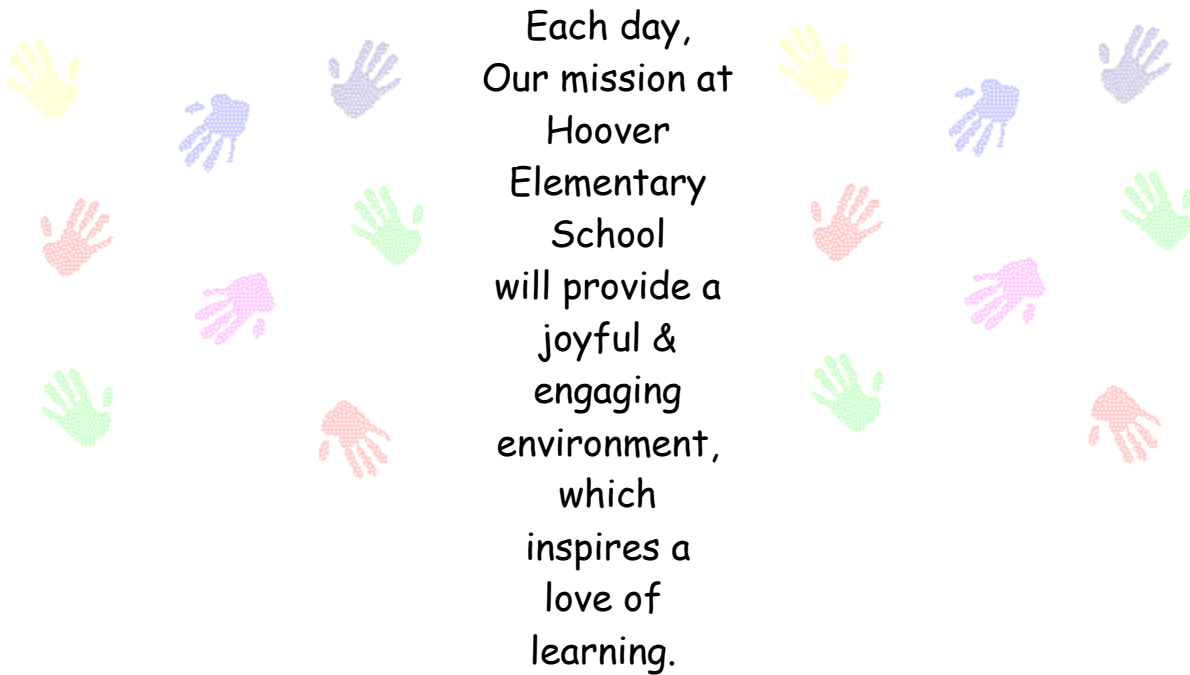 Each day,
Our mission at
Hoover
Elementary
School
will provide a
joyful &
engaging
environment,
which
inspires a
love of
learning.